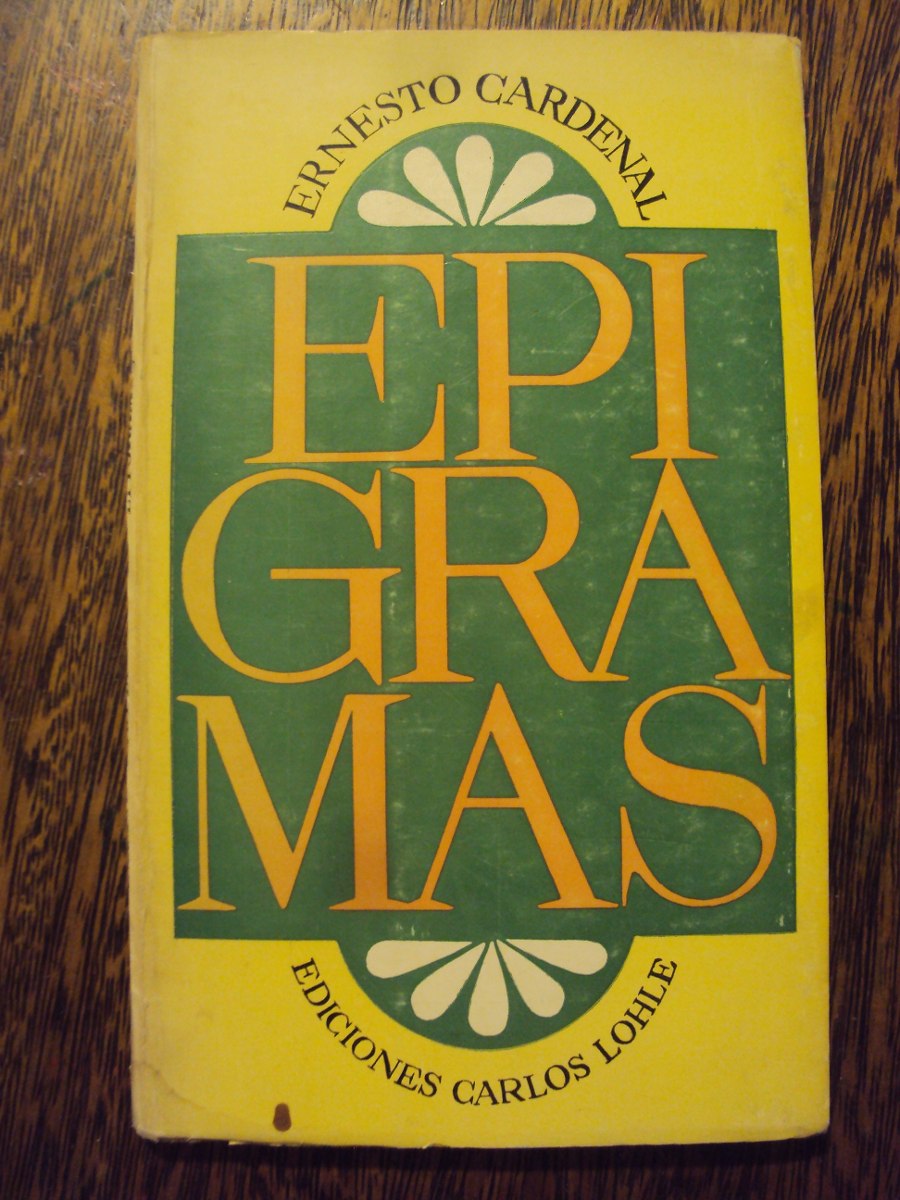 ERNESTO CARDENAL
EPI
GRA
MAS
EDICIONES CARLOS LOHLE